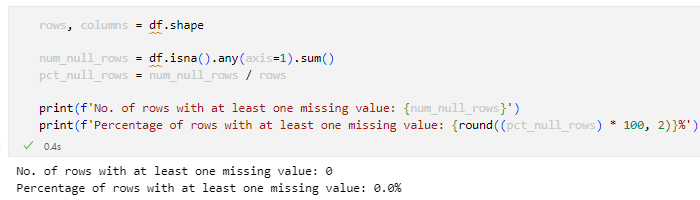 rows, columns = df.shape
num_null_rows = df.isna().any(axis=1).sum()
pct_null_rows = num_null_rows / rows
print(f'No. of rows with at least one missing value: {num_null_rows}')
print(f'Percentage of rows with at least one missing value: {round((pct_null_rows) * 100, 2)}%')
0.4s
No. of rows with at least one missing value: 0
Percentage of rows with at least one missing value: 0.0%